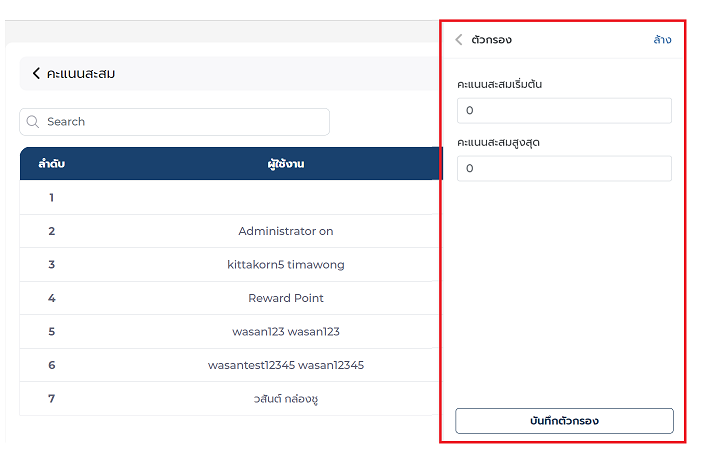 คะแนนสะสม
Search
ลำดับ ผู้ใช้งาน
1
2 Administrator on
3 kittakorn5 timawong
4 Reward Point
5 wasan123 wasan123
6 wasantest12345 wasan12345
7 วสันต์ กล่องชู
ตัวกรอง ล้าง
คะแนนสะสมเริ่มต้น
0
คะแนนสะสมสูงสุด
0
บันทึกตัวกรอง